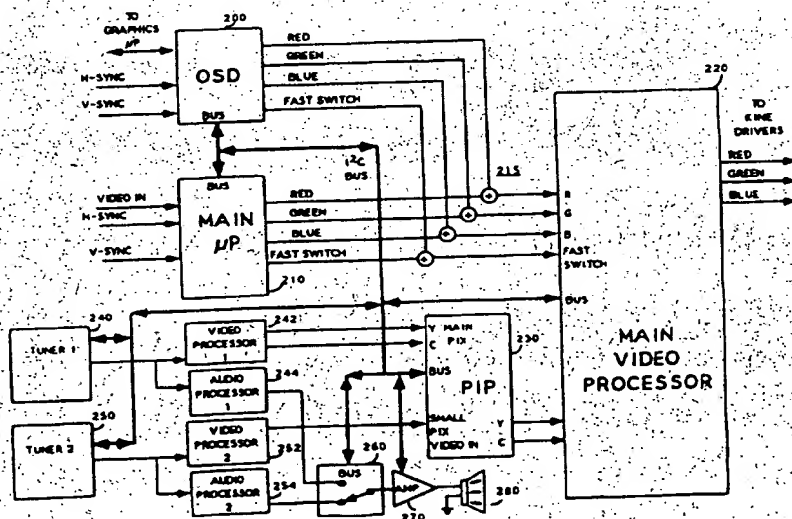 TO
GRAPHICS
μP
200
RED
GREEN
OSD
BLUE
H-SYNC
FAST SWITCH
V-SYNC
BUS
220
TO
KINE
DRIVERS
RED
GREEN
BLUE
I²C
BUS
215
BUS
VIDEO IN
H-SYNC
MAIN
μP
V-SYNC
RED
GREEN
BLUE
FAST SWITCH
210
R
G
B
FAST
SWITCH
BUS
MAIN
VIDEO
PROCESSOR
Y
C
240
TUNER 1
242
VIDEO
PROCESSOR
1
244
AUDIO
PROCESSOR
1
250
TUNER 2
VIDEO
PROCESSOR
2
252
AUDIO
PROCESSOR
2
254
Y MAIN
PIX
C
230
BUS
PIP
SMALL
PIX
VIDEO IN
Y
C
260
BUS
AMP
270
280